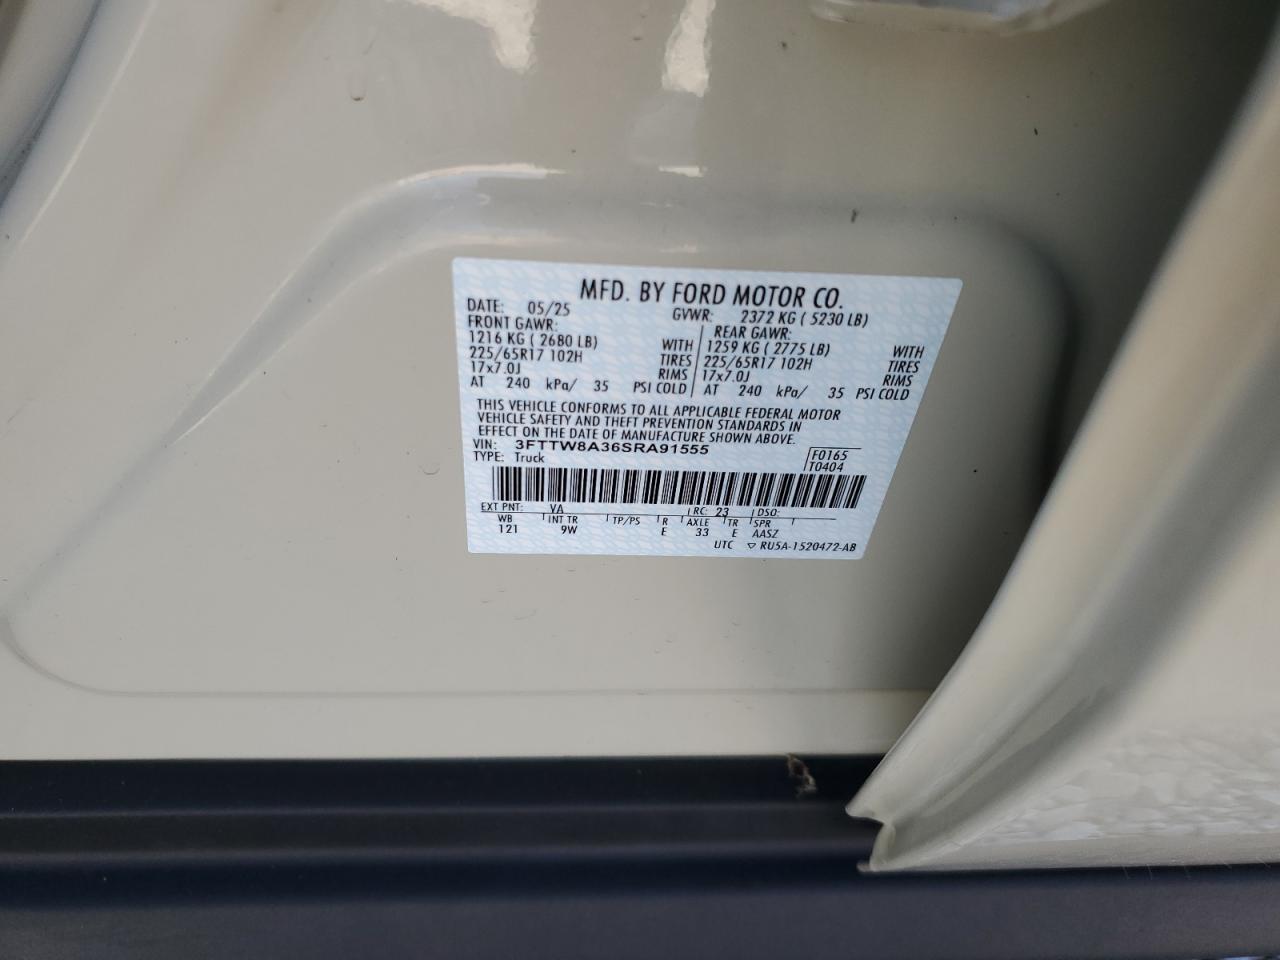 MFD. BY FORD MOTOR CO.
DATE: 05/25 GVWR: 2372 KG ( 5230 LB)
FRONT GAWR: REAR GAWR:
1216 KG ( 2680 LB) WITH 1259 KG ( 2775 LB) WITH
225/65R17 102H TIRES 225/65R17 102H TIRES
17x7.0J RIMS 17x7.0J RIMS
AT 240 kPa/ 35 PSI COLD AT 240 kPa/ 35 PSI COLD
THIS VEHICLE CONFORMS TO ALL APPLICABLE FEDERAL MOTOR
VEHICLE SAFETY AND THEFT PREVENTION STANDARDS IN
EFFECT ON THE DATE OF MANUFACTURE SHOWN ABOVE.
VIN: 3FTTW8A36SRA91555 F0165
TYPE: Truck T0404
EXT PNT: VA RC: 23 DSO:
WB INT TR TP/PS R AXLE TR SPR
121 9W E 33 E AASZ
UTC ▽ RU5A-1520472-AB